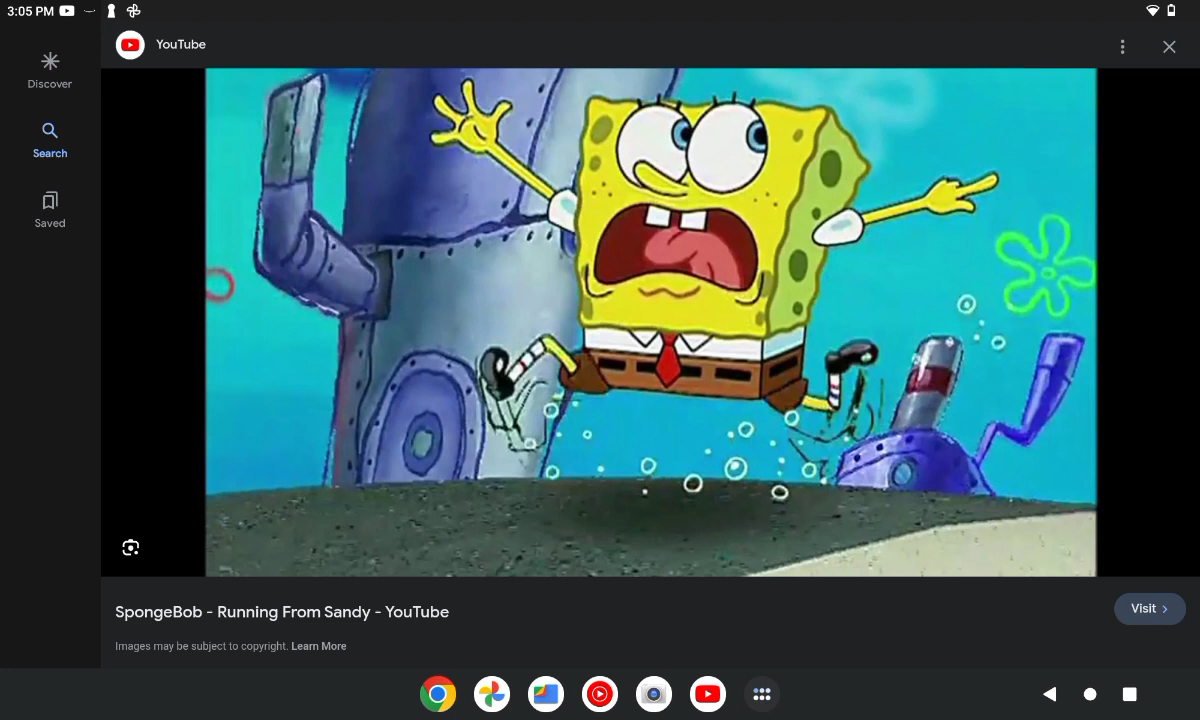 3:05 PM
YouTube
Discover
Search
Saved
SpongeBob - Running From Sandy - YouTube
Visit
Images may be subject to copyright. Learn More